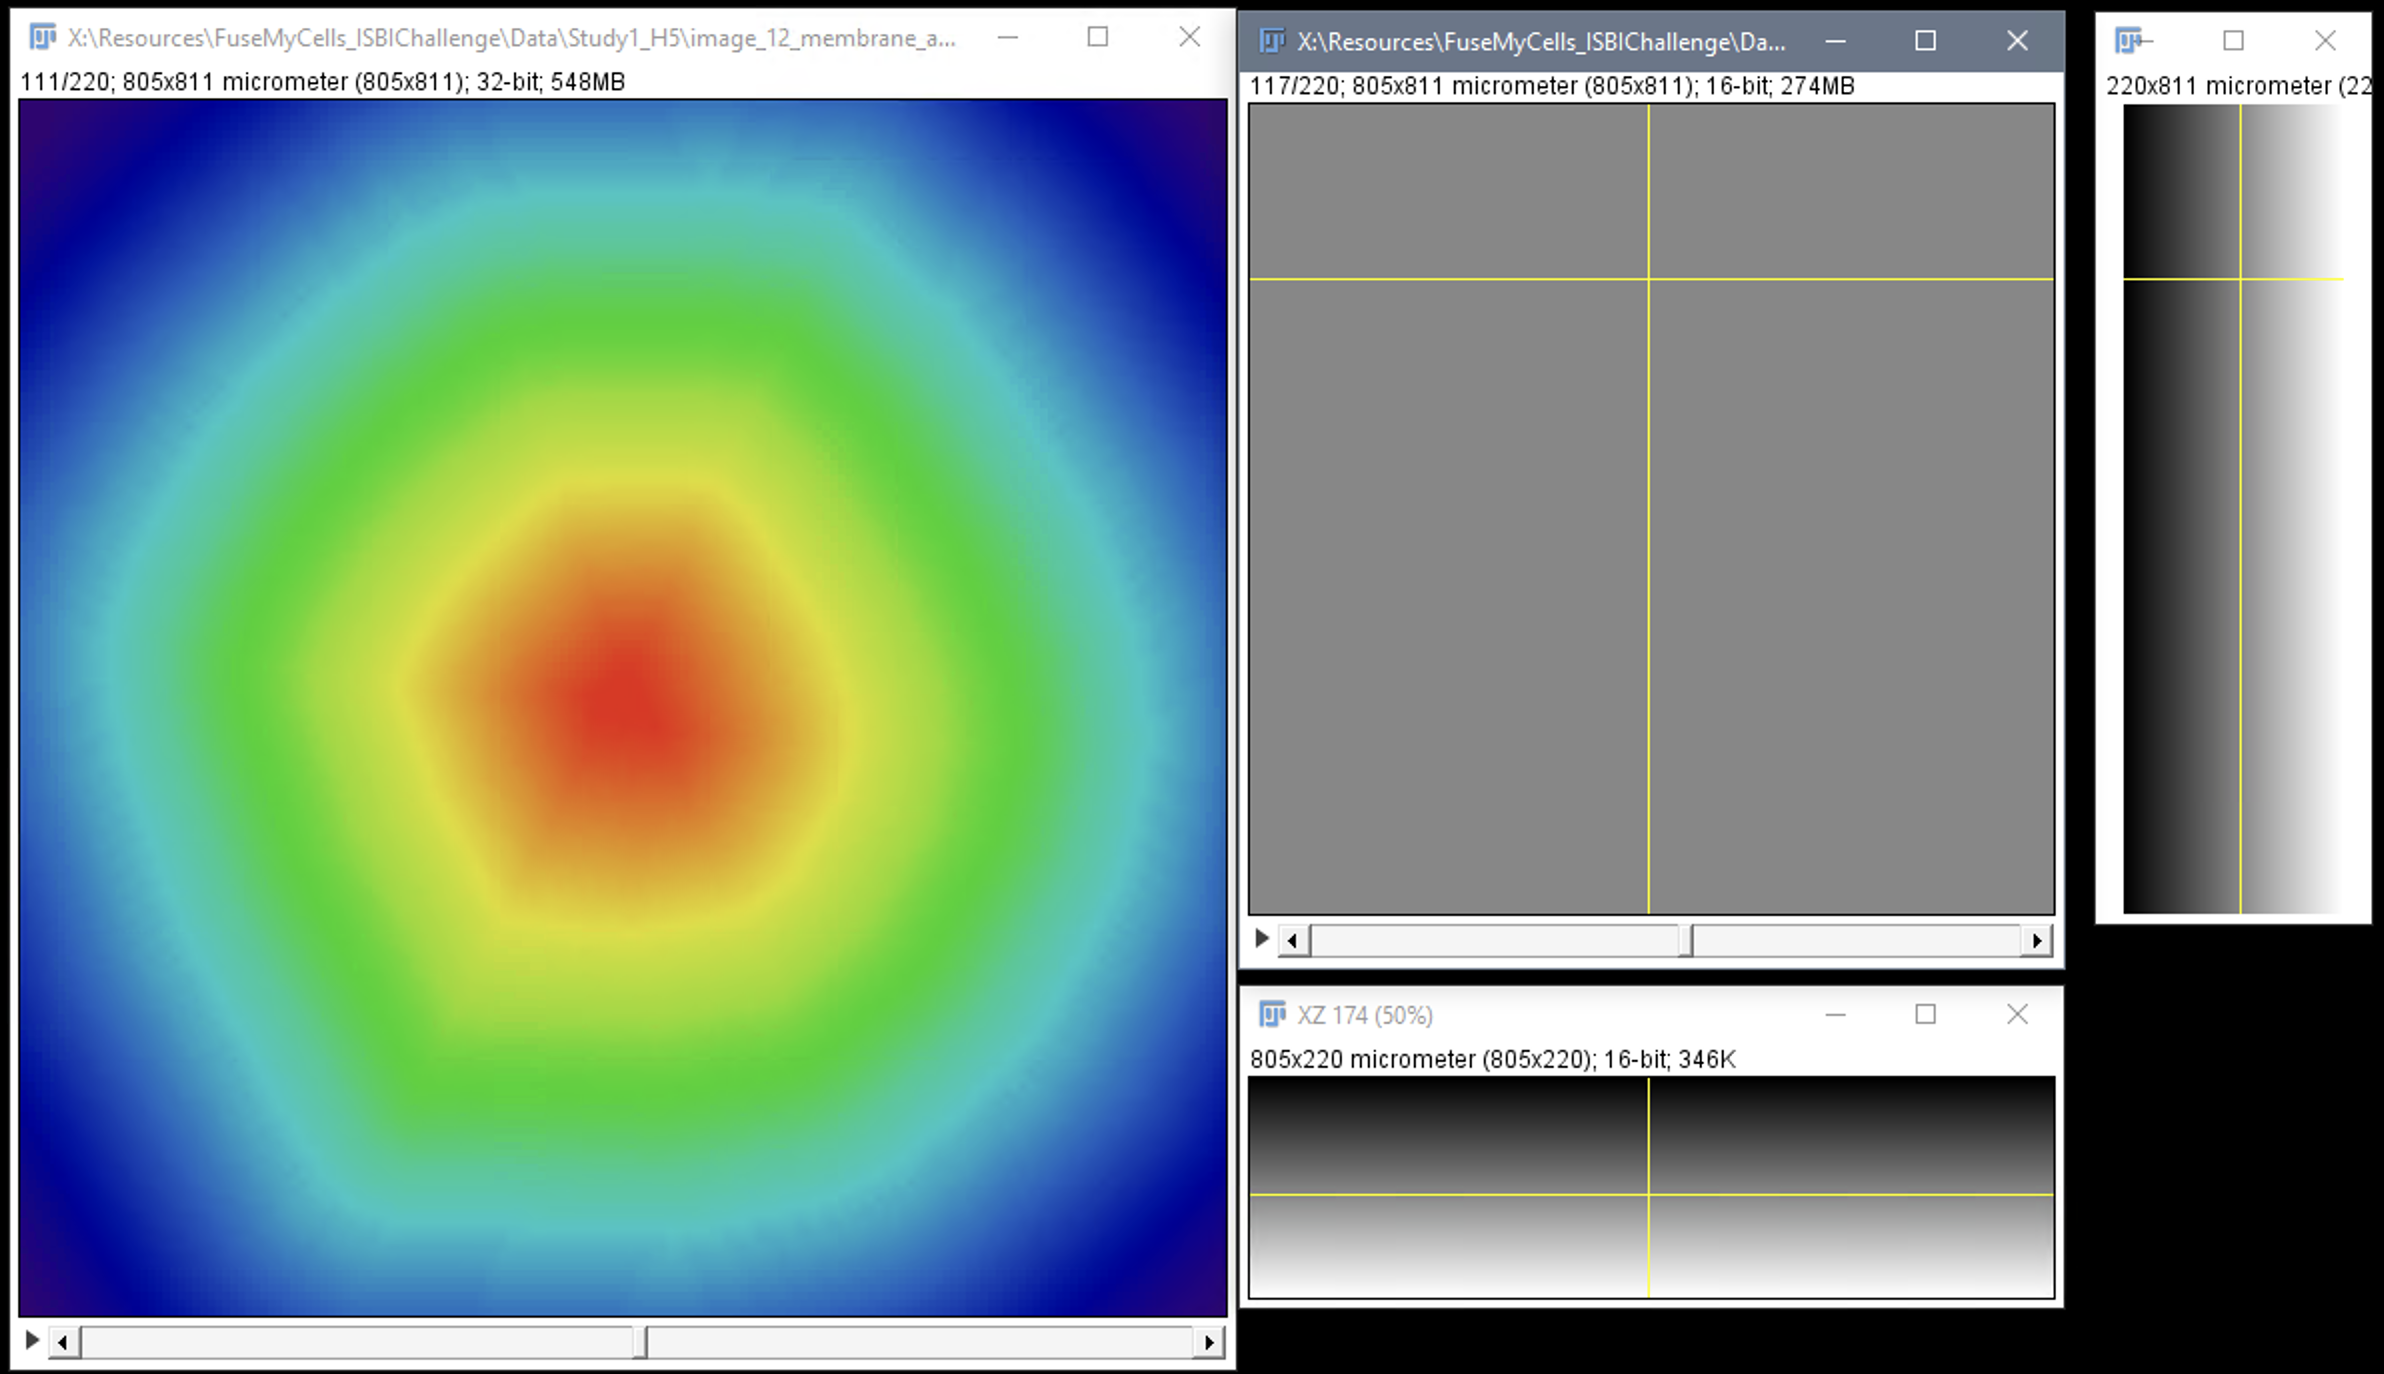 X:\Resources\FuseMyCells_ISBIChallenge\Data\Study1_H5\image_12_membrane_a...
111/220; 805x811 micrometer (805x811); 32-bit; 548MB
X:\Resources\FuseMyCells_ISBIChallenge\Da...
117/220; 805x811 micrometer (805x811); 16-bit; 274MB
220x811 micrometer (22
XZ 174 (50%)
805x220 micrometer (805x220); 16-bit; 346K